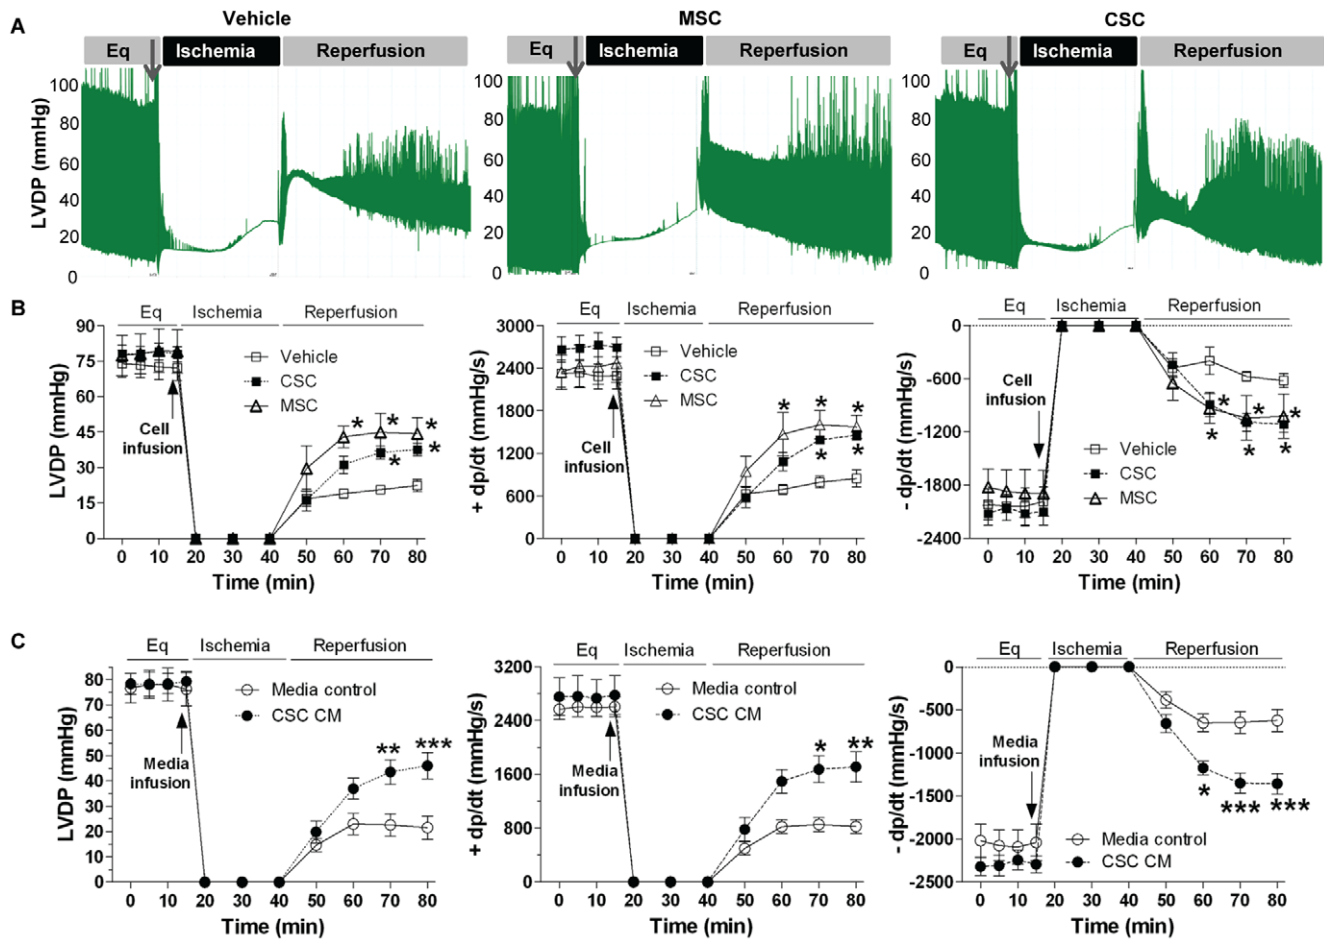 A
Vehicle
MSC
CSC
Eq
Ischemia
Reperfusion
Eq
Ischemia
Reperfusion
Eq
Ischemia
Reperfusion
LVDP (mmHg)
100
80
60
40
20
0
100
80
60
40
20
0
100
80
60
40
20
0
B
Eq
Ischemia
Reperfusion
LVDP (mmHg)
90
75
60
45
30
15
0
Vehicle
CSC
MSC
Cell
infusion
* * *
* *
0 10 20 30 40 50 60 70 80
Time (min)
Eq
Ischemia
Reperfusion
+ dp/dt (mmHg/s)
3000
2400
1800
1200
600
0
Vehicle
CSC
MSC
Cell
infusion
* * *
* *
0 10 20 30 40 50 60 70 80
Time (min)
Eq
Ischemia
Reperfusion
- dp/dt (mmHg/s)
0
-600
-1200
-1800
-2400
Cell
infusion
Vehicle
CSC
MSC
* * *
* * *
0 10 20 30 40 50 60 70 80
Time (min)
C
Eq
Ischemia
Reperfusion
LVDP (mmHg)
80
70
60
50
40
30
20
10
0
Media control
CSC CM
Media
infusion
** ***
0 10 20 30 40 50 60 70 80
Time (min)
Eq
Ischemia
Reperfusion
+ dp/dt (mmHg/s)
3200
2400
1600
800
0
Media control
CSC CM
Media
infusion
* **
0 10 20 30 40 50 60 70 80
Time (min)
Eq
Ischemia
Reperfusion
- dp/dt (mmHg/s)
0
-500
-1000
-1500
-2000
-2500
Media
infusion
* *** ***
Media control
CSC CM
0 10 20 30 40 50 60 70 80
Time (min)